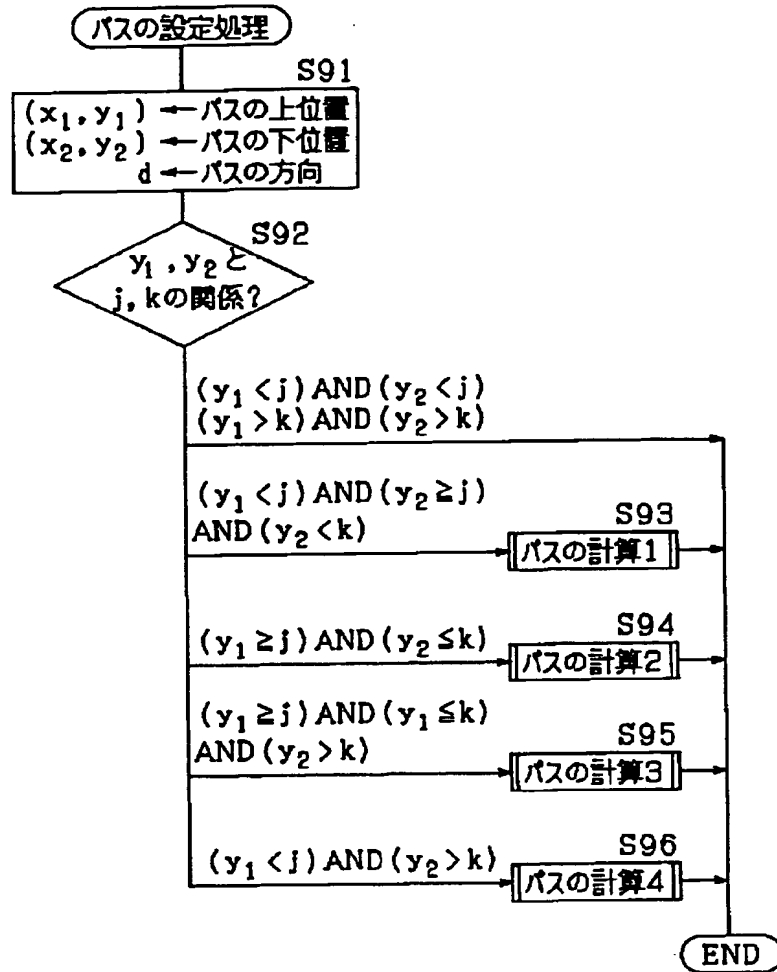 パスの設定処理
S91
(x₁, y₁) ← パスの上位置
(x₂, y₂) ← パスの下位置
d ← パスの方向
S92
y₁, y₂と
j, kの関係?
(y₁<j) AND (y₂<j)
(y₁>k) AND (y₂>k)
(y₁<j) AND (y₂≧j)
AND (y₂<k)
S93
パスの計算1
(y₁≧j) AND (y₂≦k)
S94
パスの計算2
(y₁≧j) AND (y₁≦k)
AND (y₂>k)
S95
パスの計算3
(y₁<j) AND (y₂>k)
S96
パスの計算4
END